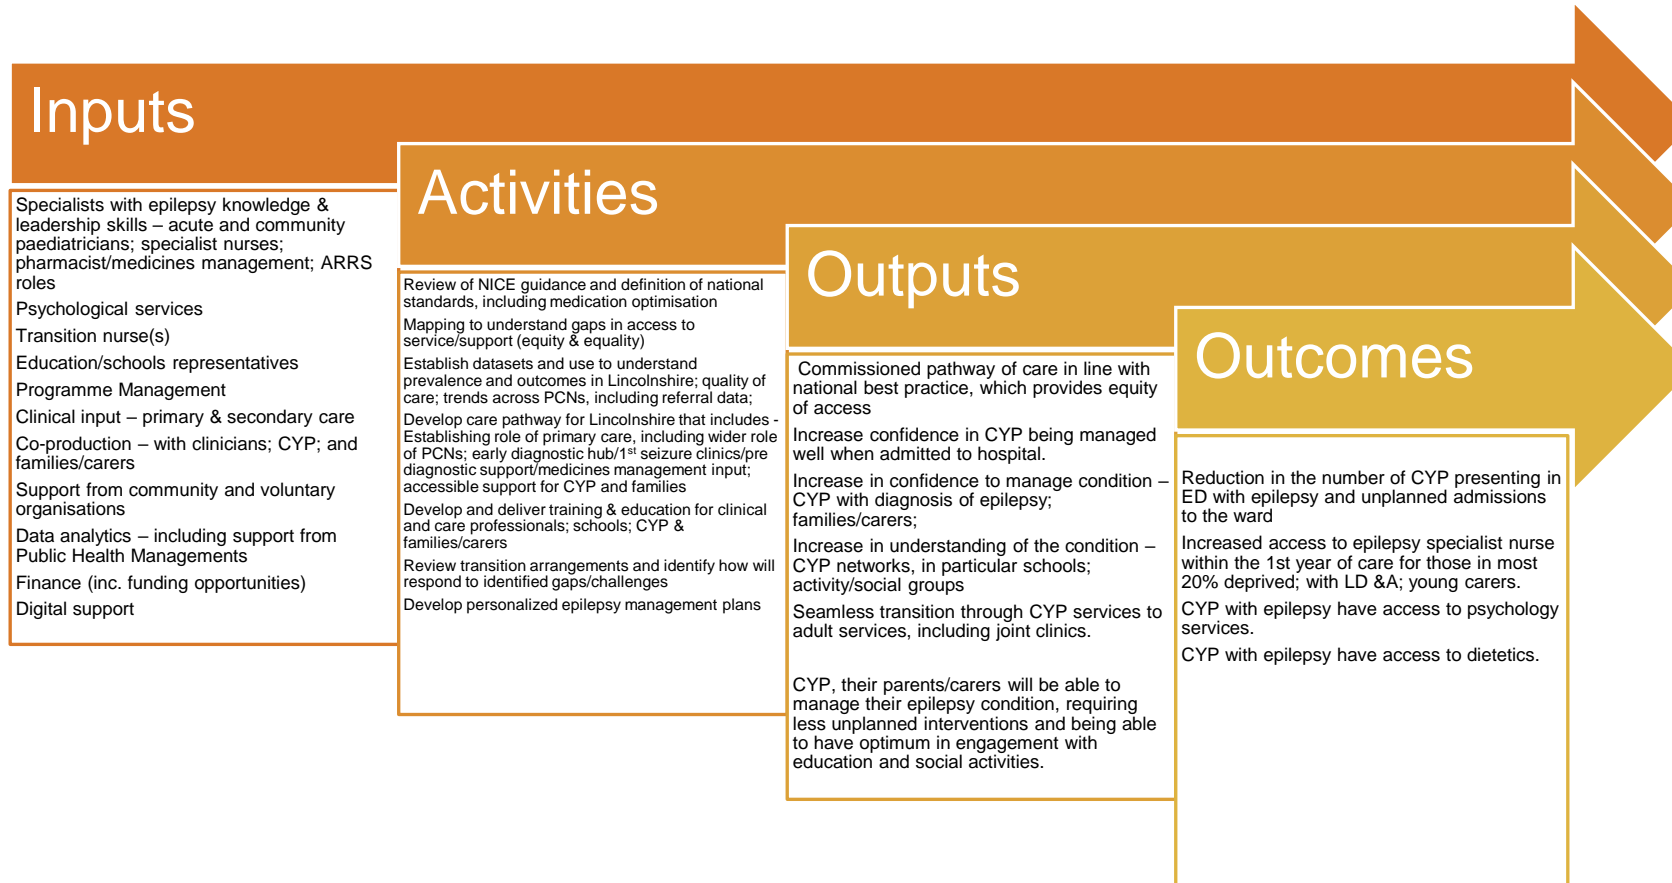 Inputs
Specialists with epilepsy knowledge &
leadership skills – acute and community
paediatricians; specialist nurses;
pharmacist/medicines management; ARRS
roles
Psychological services
Transition nurse(s)
Education/schools representatives
Programme Management
Clinical input – primary & secondary care
Co-production – with clinicians; CYP; and
families/carers
Support from community and voluntary
organisations
Data analytics – including support from
Public Health Managements
Finance (inc. funding opportunities)
Digital support
Activities
Review of NICE guidance and definition of national
standards, including medication optimisation
Mapping to understand gaps in access to
service/support (equity & equality)
Establish datasets and use to understand
prevalence and outcomes in Lincolnshire; quality of
care; trends across PCNs, including referral data;
Develop care pathway for Lincolnshire that includes -
Establishing role of primary care, including wider role
of PCNs; early diagnostic hub/1st seizure clinics/pre
diagnostic support/medicines management input;
accessible support for CYP and families
Develop and deliver training & education for clinical
and care professionals; schools; CYP &
families/carers
Review transition arrangements and identify how will
respond to identified gaps/challenges
Develop personalized epilepsy management plans
Outputs
Commissioned pathway of care in line with
national best practice, which provides equity
of access
Increase confidence in CYP being managed
well when admitted to hospital.
Increase in confidence to manage condition –
CYP with diagnosis of epilepsy;
families/carers;
Increase in understanding of the condition –
CYP networks, in particular schools;
activity/social groups
Seamless transition through CYP services to
adult services, including joint clinics.
CYP, their parents/carers will be able to
manage their epilepsy condition, requiring
less unplanned interventions and being able
to have optimum in engagement with
education and social activities.
Outcomes
Reduction in the number of CYP presenting in
ED with epilepsy and unplanned admissions
to the ward
Increased access to epilepsy specialist nurse
within the 1st year of care for those in most
20% deprived; with LD &A; young carers.
CYP with epilepsy have access to psychology
services.
CYP with epilepsy have access to dietetics.